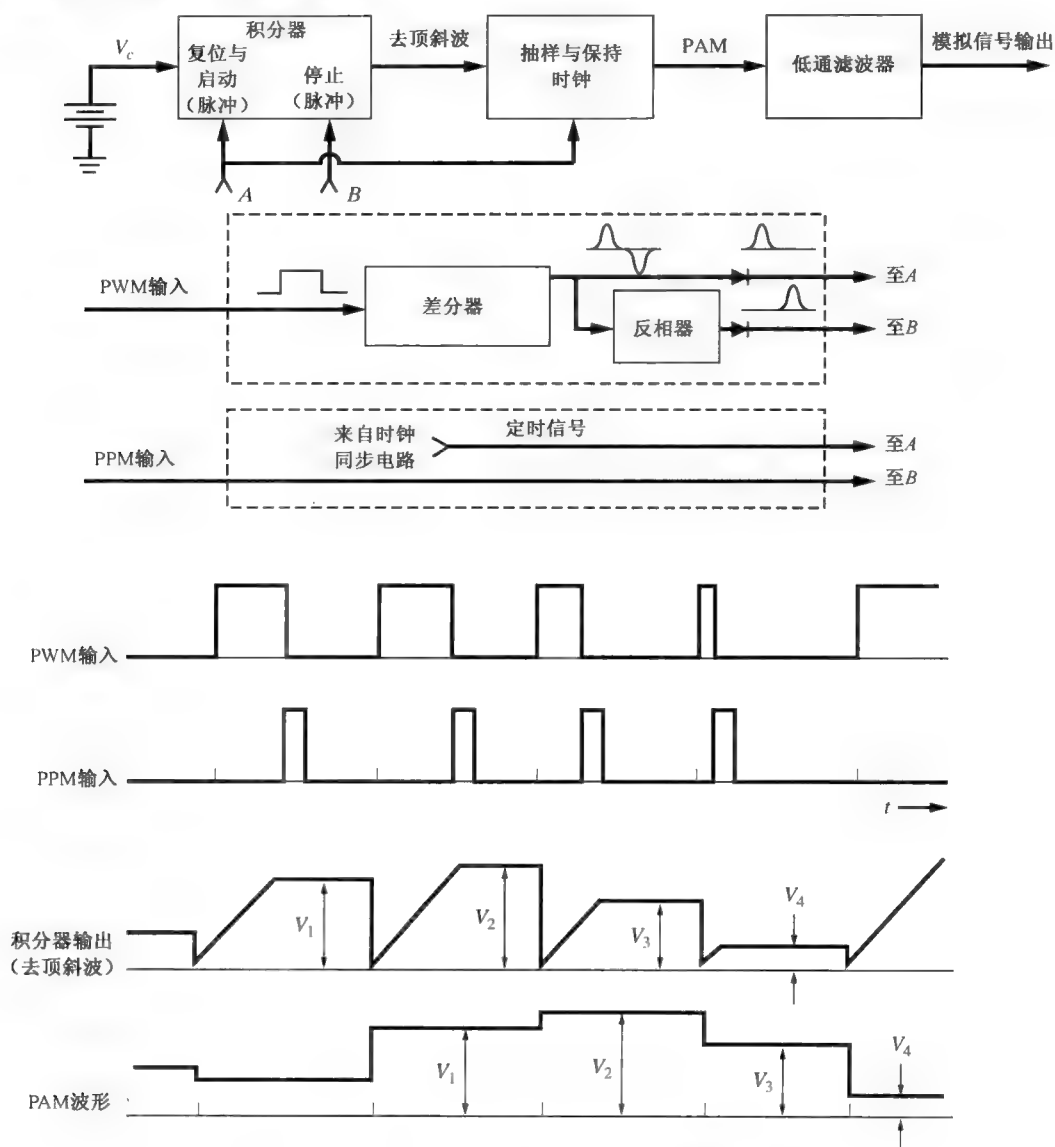 V_c
积分器
复位与
启动
（脉冲）
停止
（脉冲）
去顶斜波
抽样与保持
时钟
PAM
低通滤波器
模拟信号输出
A
B
PWM输入
差分器
反相器
至A
至B
PPM输入
来自时钟
同步电路
定时信号
至A
至B
PWM输入
PPM输入
t
积分器输出
（去顶斜波）
V₁
V₂
V₃
V₄
PAM波形
V₁
V₂
V₃
V₄